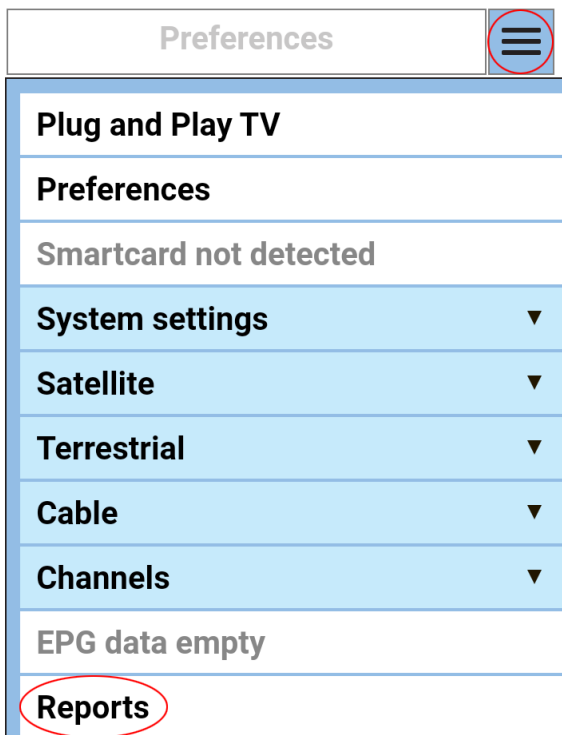 Preferences
Plug and Play TV
Preferences
Smartcard not detected
System settings
Satellite
Terrestrial
Cable
Channels
EPG data empty
Reports